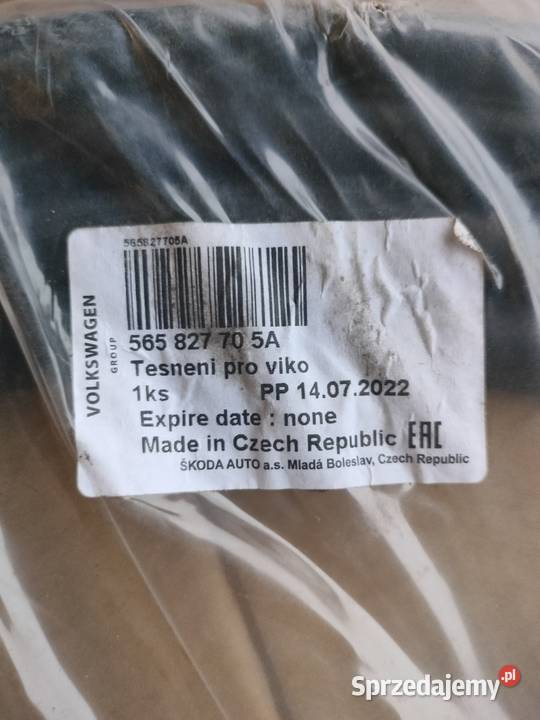 565827705A
VOLKSWAGEN
GROUP
565 827 70 5A
Tesneni pro viko
1ks PP 14.07.2022
Expire date : none
Made in Czech Republic EAC
ŠKODA AUTO a.s. Mladá Boleslav, Czech Republic
Sprzedajemy.pl